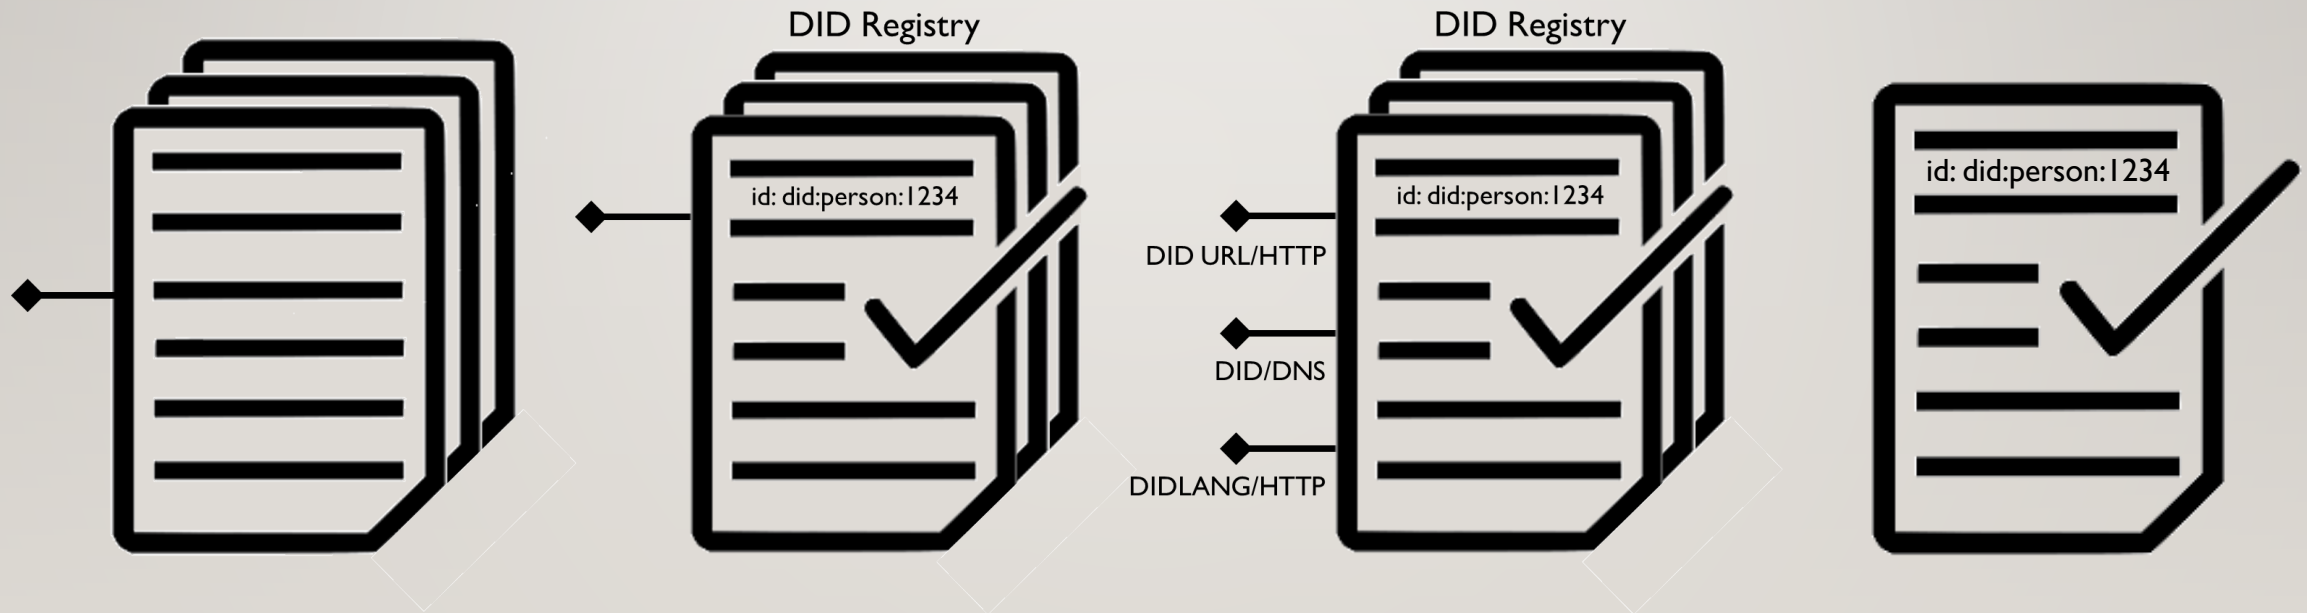 DID Registry
id: did:person:1234
DID Registry
id: did:person:1234
DID URL/HTTP
DID/DNS
DIDLANG/HTTP
id: did:person:1234